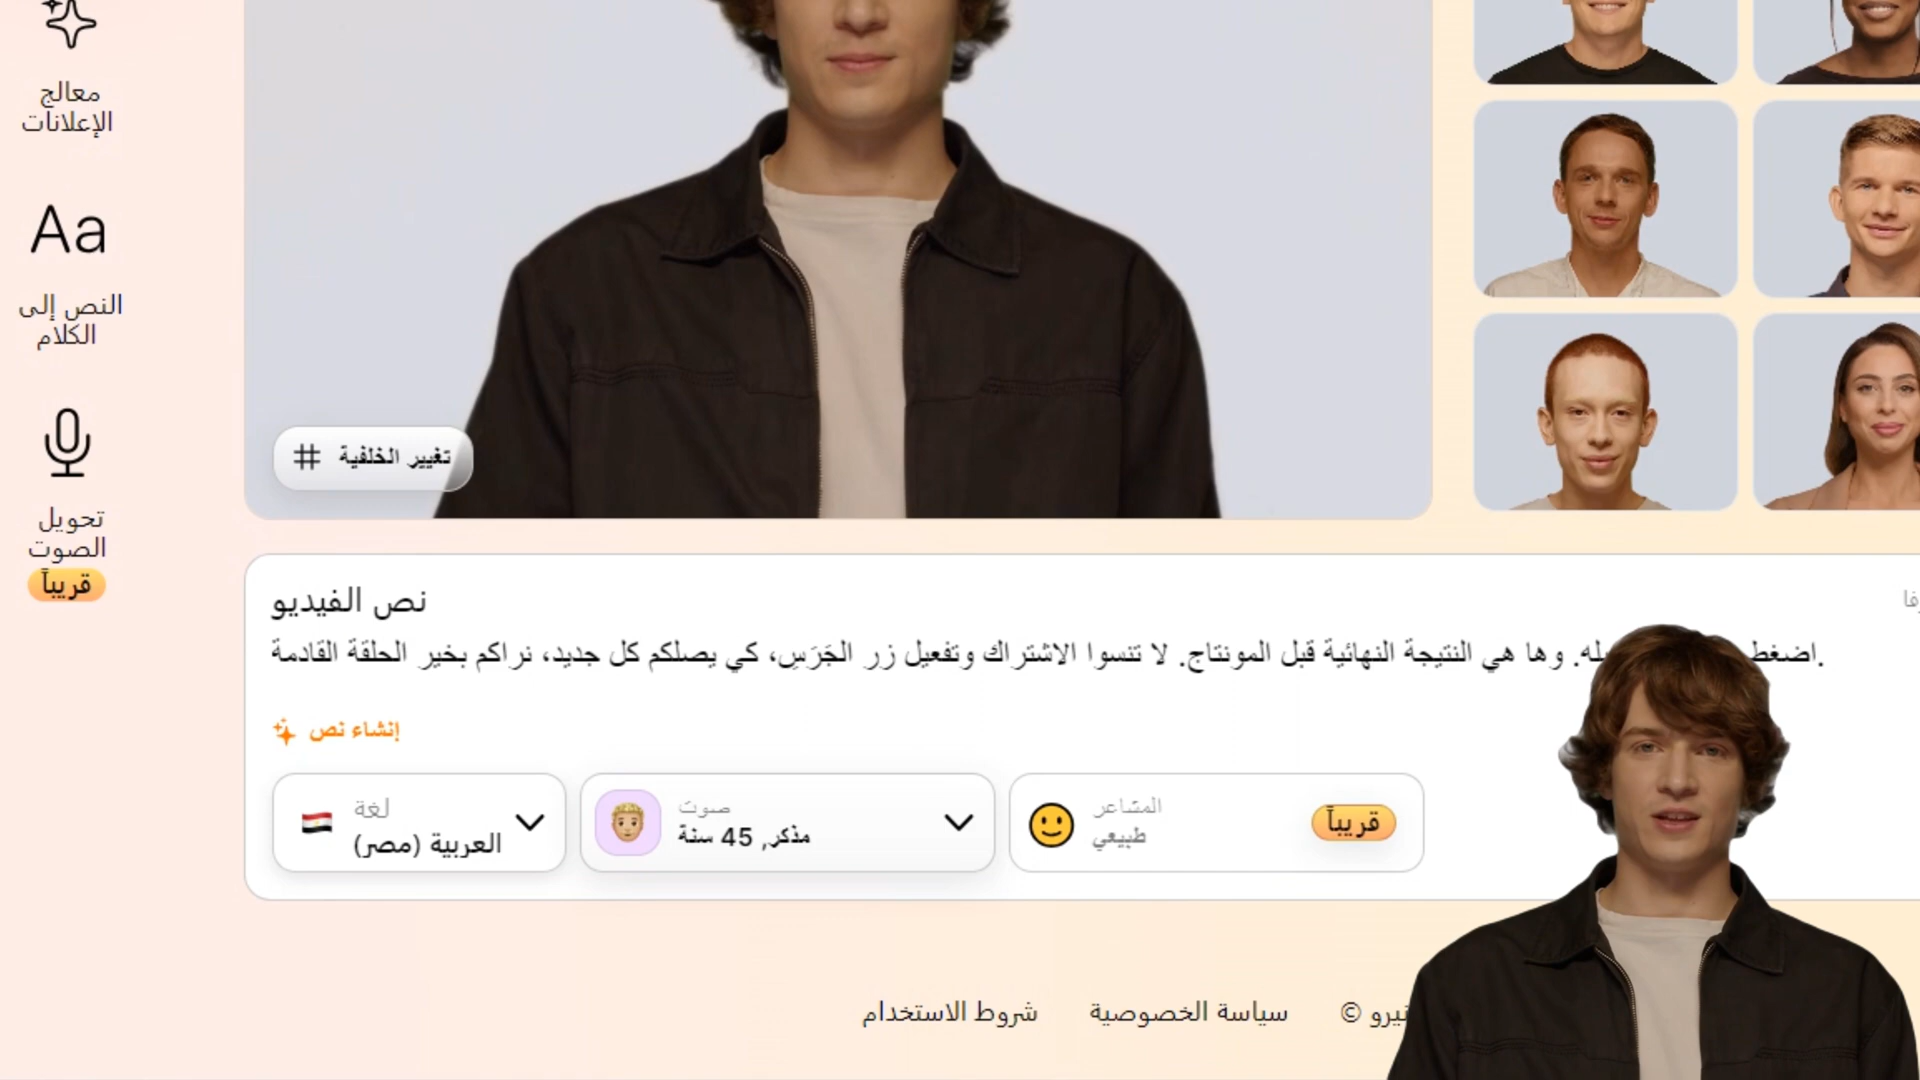 معالج
الإعلانات
Aa
النص إلى
الكلام
تحويل
الصوت
قريباً
تغيير الخلفية
نص الفيديو
اضغط وها هي النتيجة النهائية قبل المونتاج. لا تنسوا الاشتراك وتفعيل زر الجَرَسِ، كي يصلكم كل جديد، نراكم بخير الحلقة القادمة.
إنشاء نص
لغة
العربية (مصر)
صوت
مذكر, 45 سنة
المشاعر
طبيعي
قريباً
شروط الاستخدام
سياسة الخصوصية
©